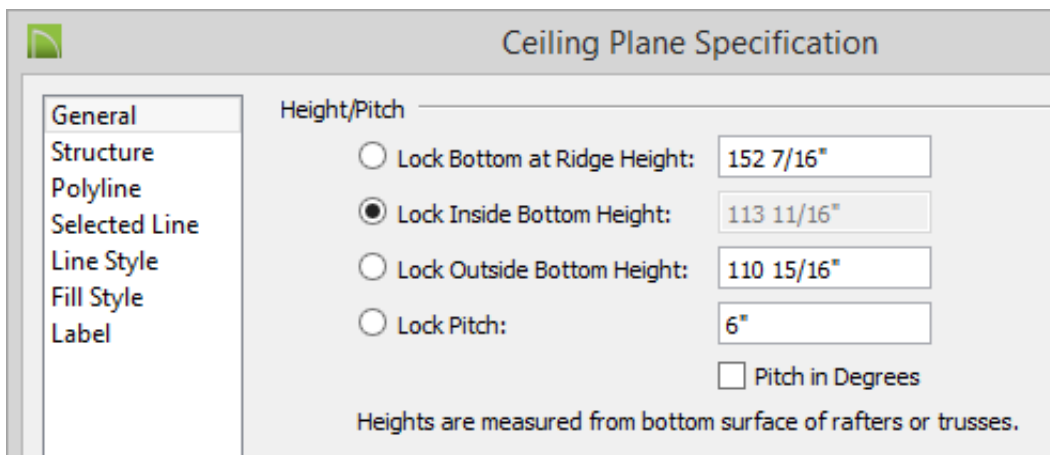 Ceiling Plane Specification
General
Structure
Polyline
Selected Line
Line Style
Fill Style
Label
Height/Pitch
Lock Bottom at Ridge Height: 152 7/16"
Lock Inside Bottom Height: 113 11/16"
Lock Outside Bottom Height: 110 15/16"
Lock Pitch: 6"
Pitch in Degrees
Heights are measured from bottom surface of rafters or trusses.